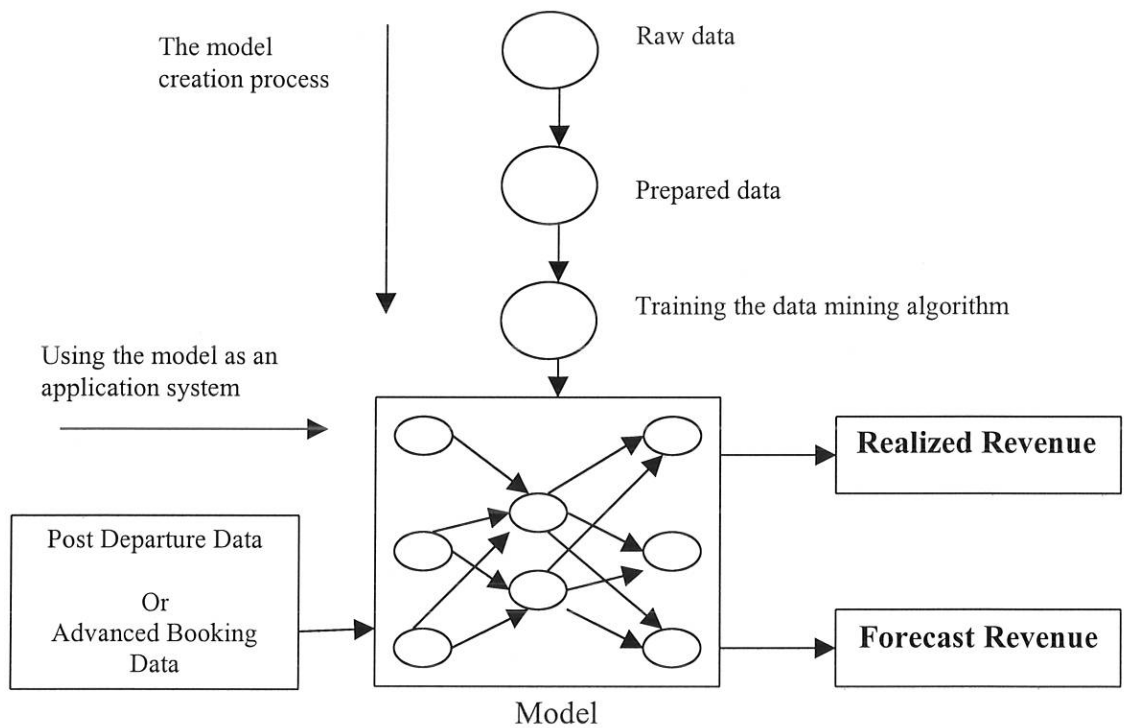 The model
creation process
Raw data
Prepared data
Training the data mining algorithm
Using the model as an
application system
Realized Revenue
Post Departure Data
Or
Advanced Booking
Data
Forecast Revenue
Model